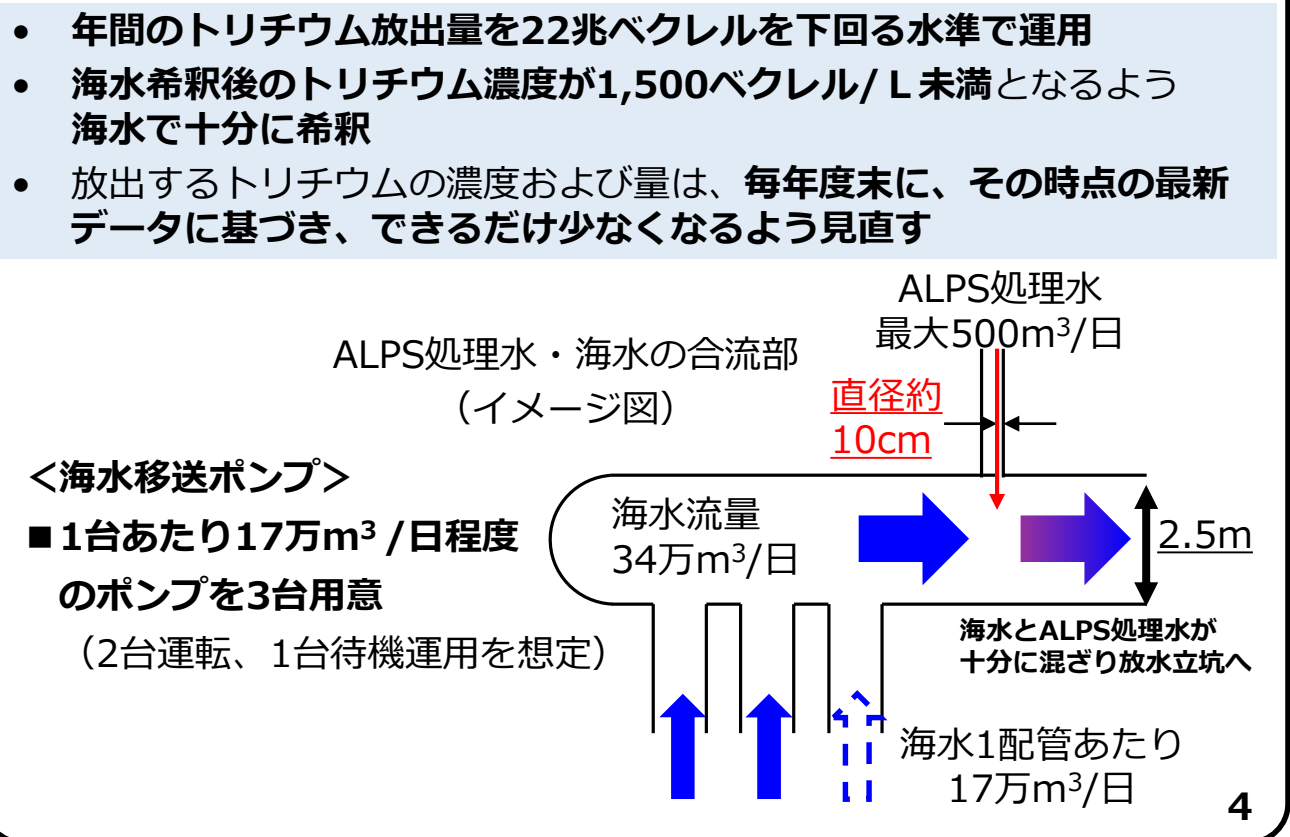 • 年間のトリチウム放出量を22兆ベクレルを下回る水準で運用
• 海水希釈後のトリチウム濃度が1,500ベクレル/Ｌ未満となるよう
海水で十分に希釈
• 放出するトリチウムの濃度および量は、毎年度末に、その時点の最新
データに基づき、できるだけ少なくなるよう見直す
ALPS処理水
最大500m³/日
ALPS処理水・海水の合流部
（イメージ図）
直径約
10cm
＜海水移送ポンプ＞
■1台あたり17万m³ /日程度
のポンプを3台用意
（2台運転、1台待機運用を想定）
海水流量
34万m³/日
2.5m
海水とALPS処理水が
十分に混ざり放水立坑へ
海水1配管あたり
17万m³/日
4